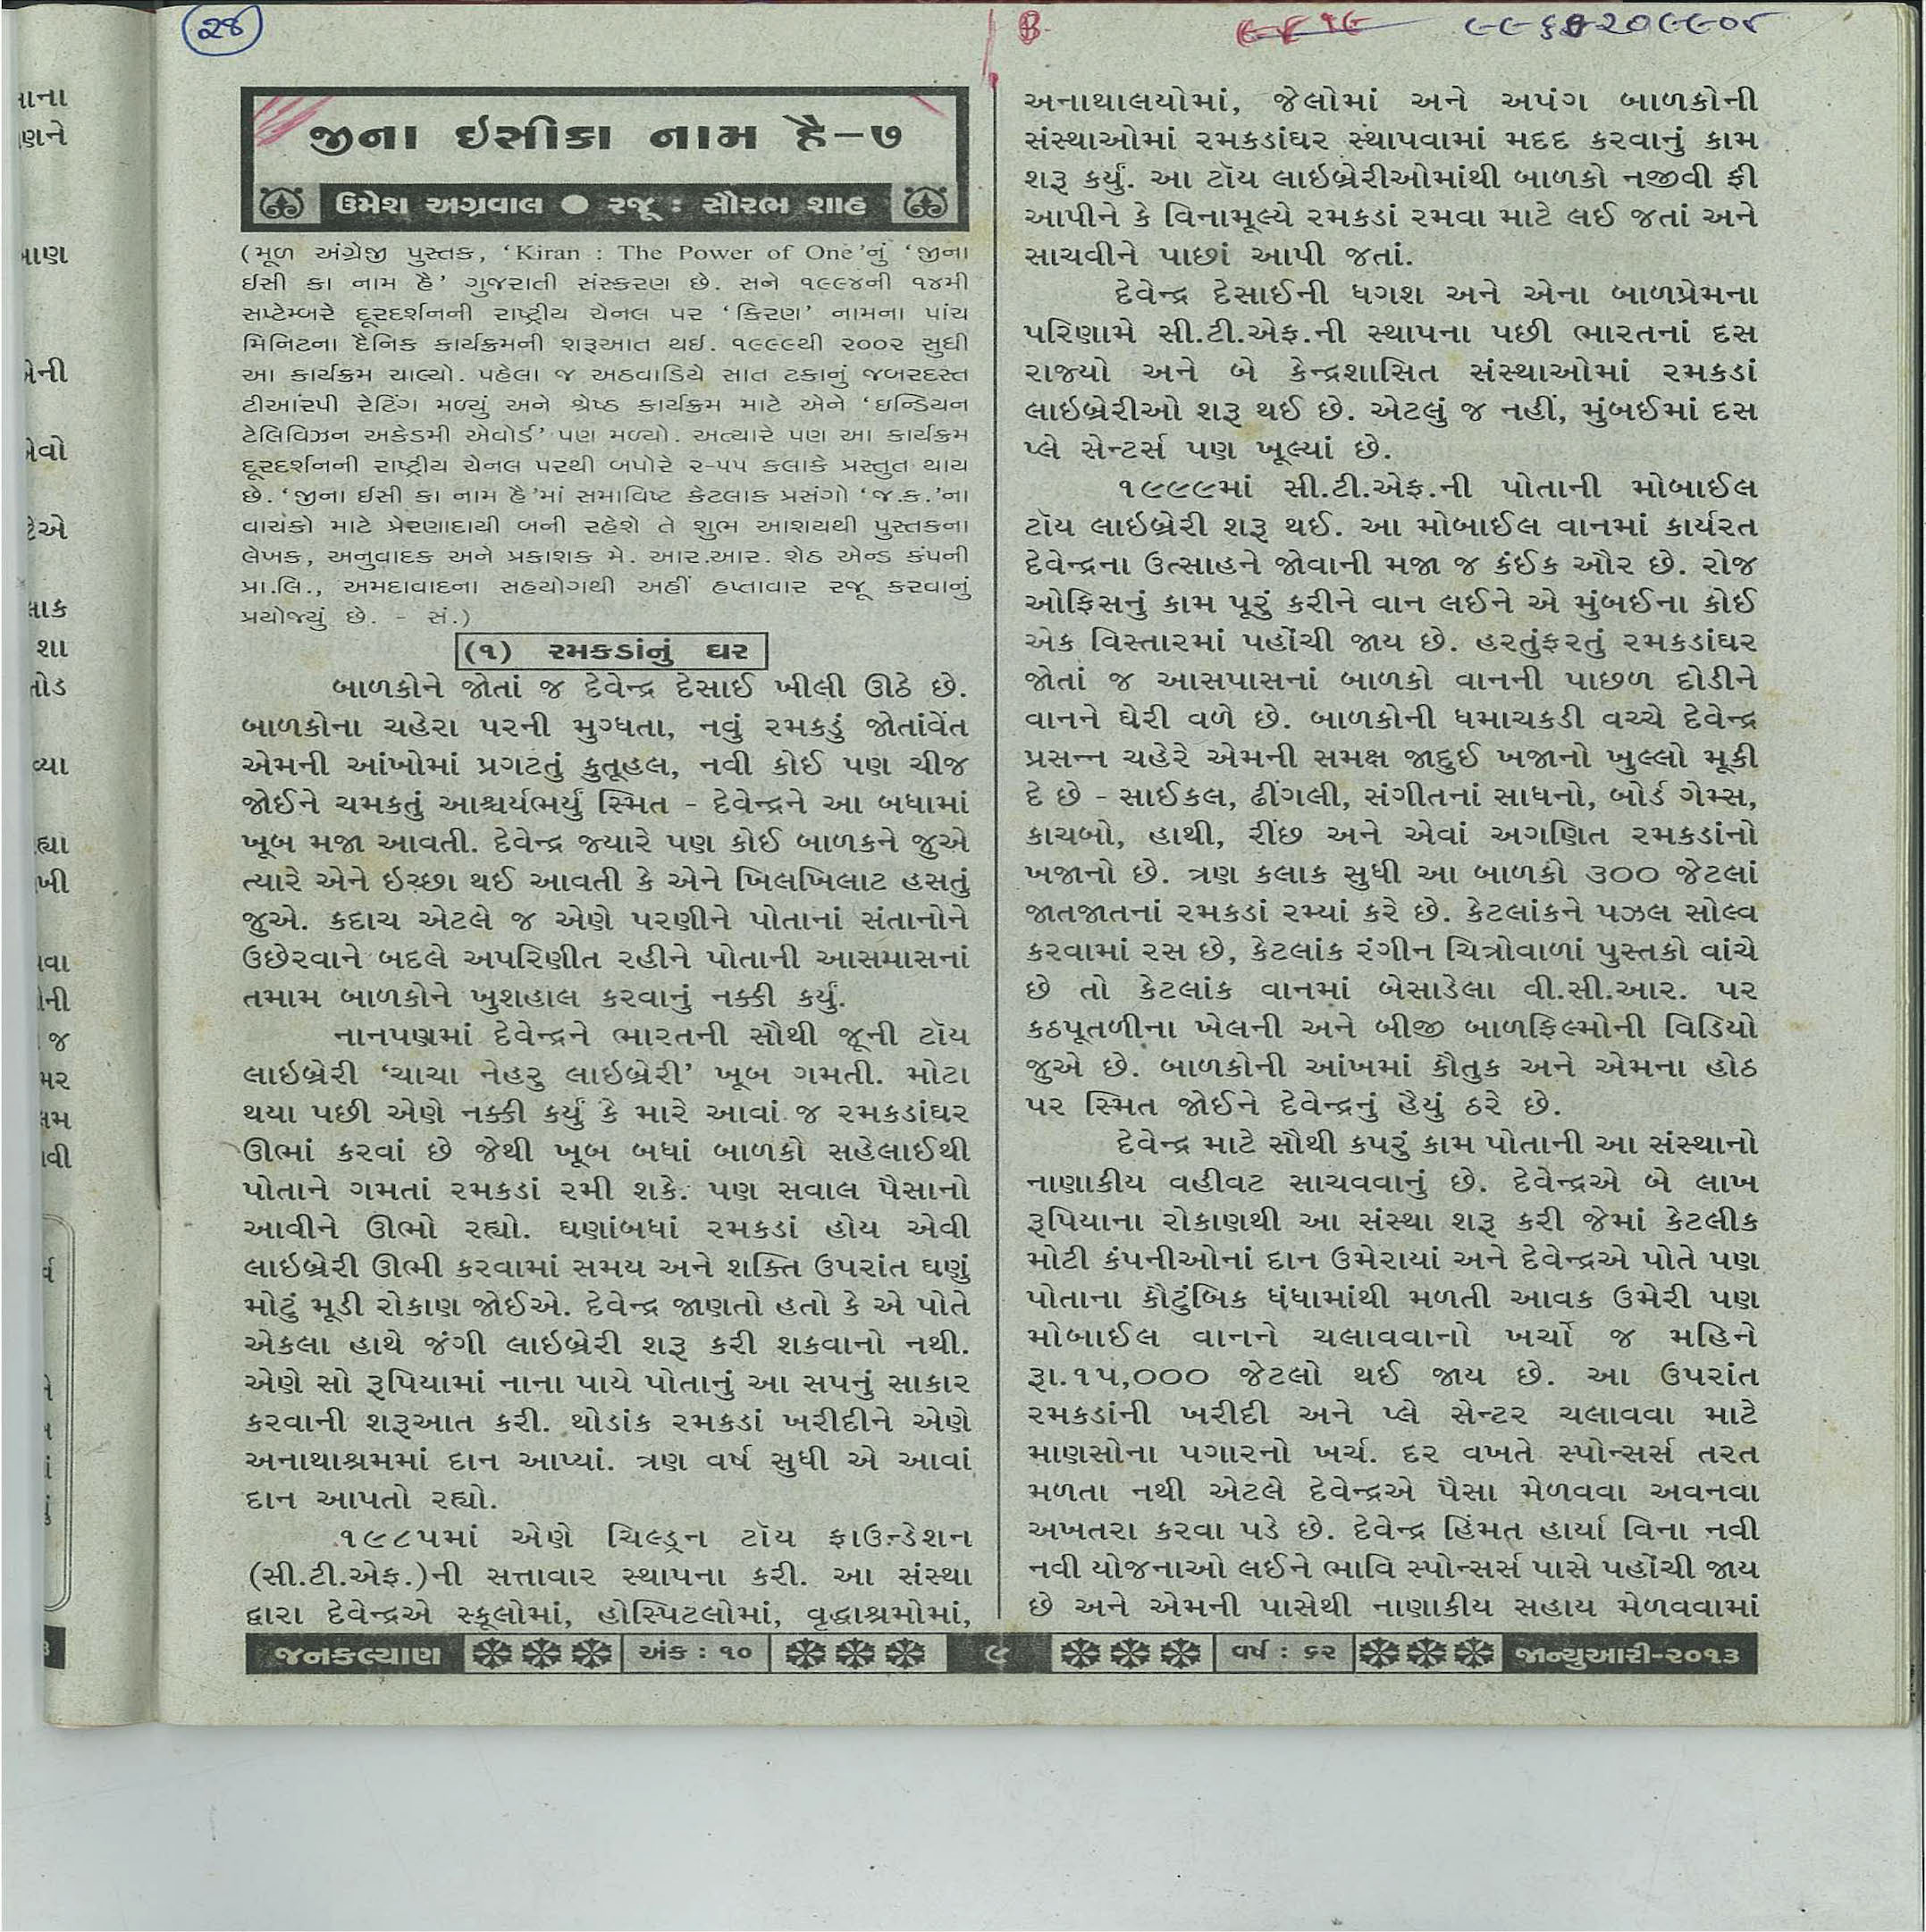 ૨૪
જીના ઇસીકા નામ હૈ–૭
ઉમેશ અગ્રવાલ ● રજૂ : સૌરભ શાહ
(મૂળ અંગ્રેજી પુસ્તક, ‘Kiran : The Power of One’નું ‘જીના
ઈસી કા નામ હૈ’ ગુજરાતી સંસ્કરણ છે. સને ૧૯૯૪ની ૧૪મી
સપ્ટેમ્બરે દૂરદર્શનની રાષ્ટ્રીય ચેનલ પર ‘કિરણ’ નામના પાંચ
મિનિટના દૈનિક કાર્યક્રમની શરૂઆત થઈ. ૧૯૯૯થી ૨૦૦૨ સુધી
આ કાર્યક્રમ ચાલ્યો. પહેલા જ અઠવાડિયે સાત ટકાનું જબરદસ્ત
ટીઆરપી રેટિંગ મળ્યું અને શ્રેષ્ઠ કાર્યક્રમ માટે એને ‘ઇન્ડિયન
ટેલિવિઝન અકેડમી એવોર્ડ’ પણ મળ્યો. અત્યારે પણ આ કાર્યક્રમ
દૂરદર્શનની રાષ્ટ્રીય ચેનલ પરથી બપોરે ૨-૫૫ કલાકે પ્રસ્તુત થાય
છે. ‘જીના ઈસી કા નામ હૈ’માં સમાવિષ્ટ કેટલાક પ્રસંગો ‘જ.ક.’ના
વાચકો માટે પ્રેરણાદાયી બની રહેશે તે શુભ આશયથી પુસ્તકના
લેખક, અનુવાદક અને પ્રકાશક મે. આર.આર. શેઠ એન્ડ કંપની
પ્રા.લિ., અમદાવાદના સહયોગથી અહીં હપ્તાવાર રજૂ કરવાનું
પ્રયોજ્યું છે. - સં.)
(૧) રમકડાંનું ઘર
બાળકોને જોતાં જ દેવેન્દ્ર દેસાઈ ખીલી ઊઠે છે.
બાળકોના ચહેરા પરની મુગ્ધતા, નવું રમકડું જોતાંવેંત
એમની આંખોમાં પ્રગટતું કુતૂહલ, નવી કોઈ પણ ચીજ
જોઈને ચમકતું આશ્ચર્યભર્યું સ્મિત - દેવેન્દ્રને આ બધામાં
ખૂબ મજા આવતી. દેવેન્દ્ર જ્યારે પણ કોઈ બાળકને જુએ
ત્યારે એને ઇચ્છા થઈ આવતી કે એને ખિલખિલાટ હસતું
જુએ. કદાચ એટલે જ એણે પરણીને પોતાનાં સંતાનોને
ઉછેરવાને બદલે અપરિણીત રહીને પોતાની આસમાસનાં
તમામ બાળકોને ખુશહાલ કરવાનું નક્કી કર્યું.
નાનપણમાં દેવેન્દ્રને ભારતની સૌથી જૂની ટૉય
લાઇબ્રેરી ‘ચાચા નેહરુ લાઇબ્રેરી’ ખૂબ ગમતી. મોટા
થયા પછી એણે નક્કી કર્યું કે મારે આવાં જ રમકડાંઘર
ઊભાં કરવાં છે જેથી ખૂબ બધાં બાળકો સહેલાઈથી
પોતાને ગમતાં રમકડાં રમી શકે. પણ સવાલ પૈસાનો
આવીને ઊભો રહ્યો. ઘણાંબધાં રમકડાં હોય એવી
લાઇબ્રેરી ઊભી કરવામાં સમય અને શક્તિ ઉપરાંત ઘણું
મોટું મૂડી રોકાણ જોઈએ. દેવેન્દ્ર જાણતો હતો કે એ પોતે
એકલા હાથે જંગી લાઇબ્રેરી શરૂ કરી શકવાનો નથી.
એણે સો રૂપિયામાં નાના પાયે પોતાનું આ સપનું સાકાર
કરવાની શરૂઆત કરી. થોડાંક રમકડાં ખરીદીને એણે
અનાથાશ્રમમાં દાન આપ્યાં. ત્રણ વર્ષ સુધી એ આવાં
દાન આપતો રહ્યો.
૧૯૮૫માં એણે ચિલ્ડ્રન ટૉય ફાઉન્ડેશન
(સી.ટી.એફ.)ની સત્તાવાર સ્થાપના કરી. આ સંસ્થા
દ્વારા દેવેન્દ્રએ સ્કૂલોમાં, હોસ્પિટલોમાં, વૃદ્ધાશ્રમોમાં,
અનાથાલયોમાં, જેલોમાં અને અપંગ બાળકોની
સંસ્થાઓમાં રમકડાંઘર સ્થાપવામાં મદદ કરવાનું કામ
શરૂ કર્યું. આ ટૉય લાઇબ્રેરીઓમાંથી બાળકો નજીવી ફી
આપીને કે વિનામૂલ્યે રમકડાં રમવા માટે લઈ જતાં અને
સાચવીને પાછાં આપી જતાં.
દેવેન્દ્ર દેસાઈની ધગશ અને એના બાળપ્રેમના
પરિણામે સી.ટી.એફ.ની સ્થાપના પછી ભારતનાં દસ
રાજ્યો અને બે કેન્દ્રશાસિત સંસ્થાઓમાં રમકડાં
લાઇબ્રેરીઓ શરૂ થઈ છે. એટલું જ નહીં, મુંબઈમાં દસ
પ્લે સેન્ટર્સ પણ ખૂલ્યાં છે.
૧૯૯૯માં સી.ટી.એફ.ની પોતાની મોબાઈલ
ટૉય લાઇબ્રેરી શરૂ થઈ. આ મોબાઈલ વાનમાં કાર્યરત
દેવેન્દ્રના ઉત્સાહને જોવાની મજા જ કંઈક ઔર છે. રોજ
ઓફિસનું કામ પૂરું કરીને વાન લઈને એ મુંબઈના કોઈ
એક વિસ્તારમાં પહોંચી જાય છે. હરતુંફરતું રમકડાંઘર
જોતાં જ આસપાસનાં બાળકો વાનની પાછળ દોડીને
વાનને ઘેરી વળે છે. બાળકોની ધમાચકડી વચ્ચે દેવેન્દ્ર
પ્રસન્ન ચહેરે એમની સમક્ષ જાદુઈ ખજાનો ખુલ્લો મૂકી
દે છે - સાઈકલ, ઢીંગલી, સંગીતનાં સાધનો, બોર્ડ ગેમ્સ,
કાચબો, હાથી, રીંછ અને એવાં અગણિત રમકડાંનો
ખજાનો છે. ત્રણ કલાક સુધી આ બાળકો ૩૦૦ જેટલાં
જાતજાતનાં રમકડાં રમ્યાં કરે છે. કેટલાંકને પઝલ સોલ્વ
કરવામાં રસ છે, કેટલાંક રંગીન ચિત્રોવાળાં પુસ્તકો વાંચે
છે તો કેટલાંક વાનમાં બેસાડેલા વી.સી.આર. પર
કઠપૂતળીના ખેલની અને બીજી બાળફિલ્મોની વિડિયો
જુએ છે. બાળકોની આંખમાં કૌતુક અને એમના હોઠ
પર સ્મિત જોઈને દેવેન્દ્રનું હૈયું ઠરે છે.
દેવેન્દ્ર માટે સૌથી કપરું કામ પોતાની આ સંસ્થાનો
નાણાકીય વહીવટ સાચવવાનું છે. દેવેન્દ્રએ બે લાખ
રૂપિયાના રોકાણથી આ સંસ્થા શરૂ કરી જેમાં કેટલીક
મોટી કંપનીઓનાં દાન ઉમેરાયાં અને દેવેન્દ્રએ પોતે પણ
પોતાના કૌટુંબિક ધંધામાંથી મળતી આવક ઉમેરી પણ
મોબાઈલ વાનને ચલાવવાનો ખર્ચો જ મહિને
રૂા.૧૫,૦૦૦ જેટલો થઈ જાય છે. આ ઉપરાંત
રમકડાંની ખરીદી અને પ્લે સેન્ટર ચલાવવા માટે
માણસોના પગારનો ખર્ચ. દર વખતે સ્પોન્સર્સ તરત
મળતા નથી એટલે દેવેન્દ્રએ પૈસા મેળવવા અવનવા
અખતરા કરવા પડે છે. દેવેન્દ્ર હિંમત હાર્યા વિના નવી
નવી યોજનાઓ લઈને ભાવિ સ્પોન્સર્સ પાસે પહોંચી જાય
છે અને એમની પાસેથી નાણાકીય સહાય મેળવવામાં
જનકલ્યાણ અંક : ૧૦ ૯ વર્ષ : ૬૨ જાન્યુઆરી-૨૦૧૩